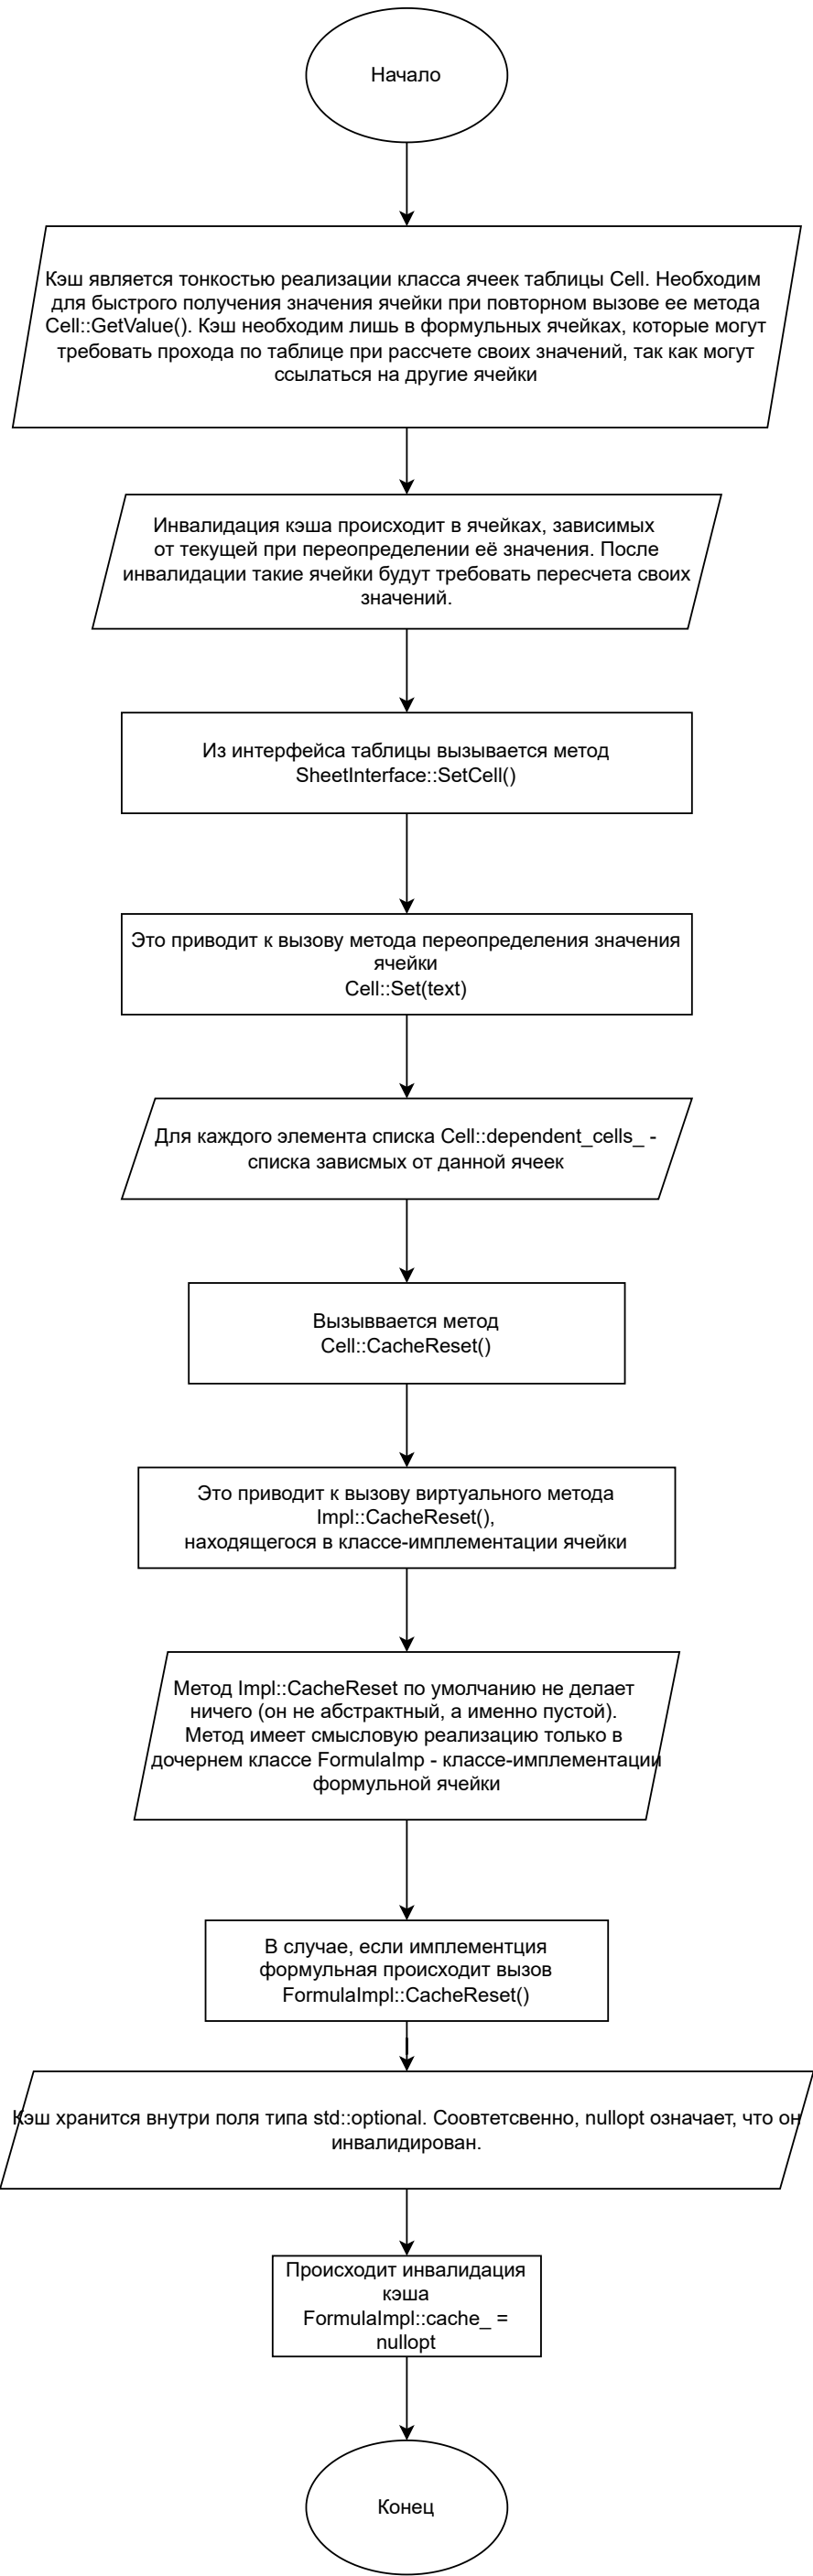 Начало
Кэш является тонкостью реализации класса ячеек таблицы Cell. Необходим
для быстрого получения значения ячейки при повторном вызове ее метода
Cell::GetValue(). Кэш необходим лишь в формульных ячейках, которые могут
требовать прохода по таблице при рассчете своих значений, так как могут
ссылаться на другие ячейки
Инвалидация кэша происходит в ячейках, зависимых
от текущей при переопределении её значения. После
инвалидации такие ячейки будут требовать пересчета своих
значений.
Из интерфейса таблицы вызывается метод
SheetInterface::SetCell()
Это приводит к вызову метода переопределения значения
ячейки
Cell::Set(text)
Для каждого элемента списка Cell::dependent_cells_ -
списка зависмых от данной ячеек
Вызыввается метод
Cell::CacheReset()
Это приводит к вызову виртуального метода
Impl::CacheReset(),
находящегося в классе-имплементации ячейки
Метод Impl::CacheReset по умолчанию не делает
ничего (он не абстрактный, а именно пустой).
Метод имеет смысловую реализацию только в
дочернем классе FormulaImp - классе-имплементации
формульной ячейки
В случае, если имплементция
формульная происходит вызов
FormulaImpl::CacheReset()
Кэш хранится внутри поля типа std::optional. Соовтетсвенно, nullopt означает, что он
инвалидирован.
Происходит инвалидация
кэша
FormulaImpl::cache_ =
nullopt
Конец